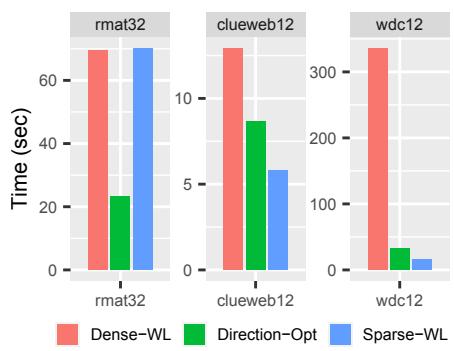 rmat32 clueweb12 wdc12
Time (sec)
60
40
20
0
10
5
0
300
200
100
0
rmat32 clueweb12 wdc12
Dense−WL Direction−Opt Sparse−WL